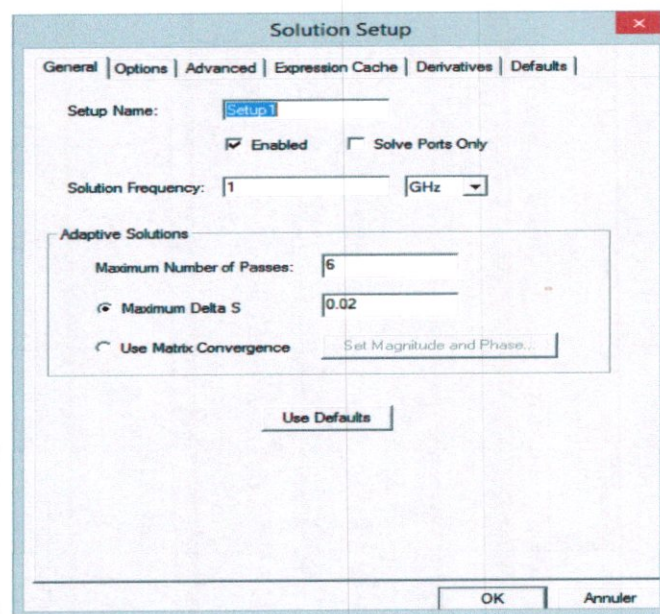 Solution Setup
General Options Advanced Expression Cache Derivatives Defaults
Setup Name: Setup1
Enabled Solve Ports Only
Solution Frequency: 1 GHz
Adaptive Solutions
Maximum Number of Passes: 6
Maximum Delta S 0.02
Use Matrix Convergence Set Magnitude and Phase...
Use Defaults
OK Annuler